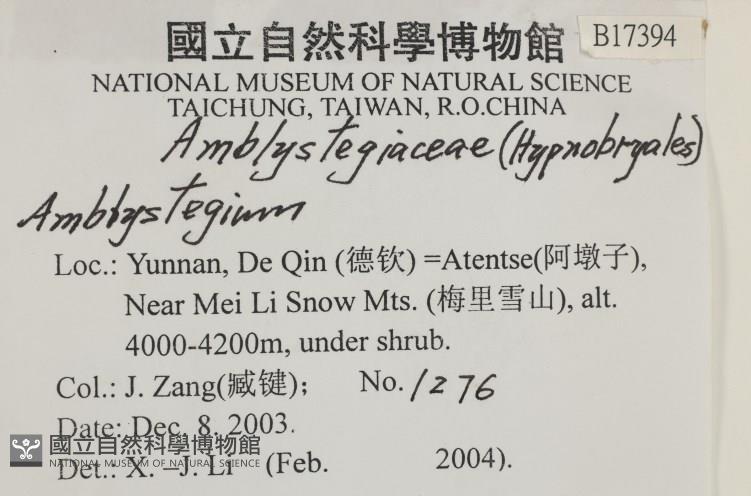 國立自然科學博物館 B17394
NATIONAL MUSEUM OF NATURAL SCIENCE
TAICHUNG, TAIWAN, R.O.CHINA
Amblystegiaceae (Hypnobryales)
Amblystegium
Loc.: Yunnan, De Qin (德钦) =Atentse(阿墩子),
Near Mei Li Snow Mts. (梅里雪山), alt.
4000-4200m, under shrub.
Col.: J. Zang(臧键); No. 1276
Date: Dec. 8. 2003.
國立自然科學博物館
NATIONAL MUSEUM OF NATURAL SCIENCE
Det.: X. –J. Li (Feb. 2004).